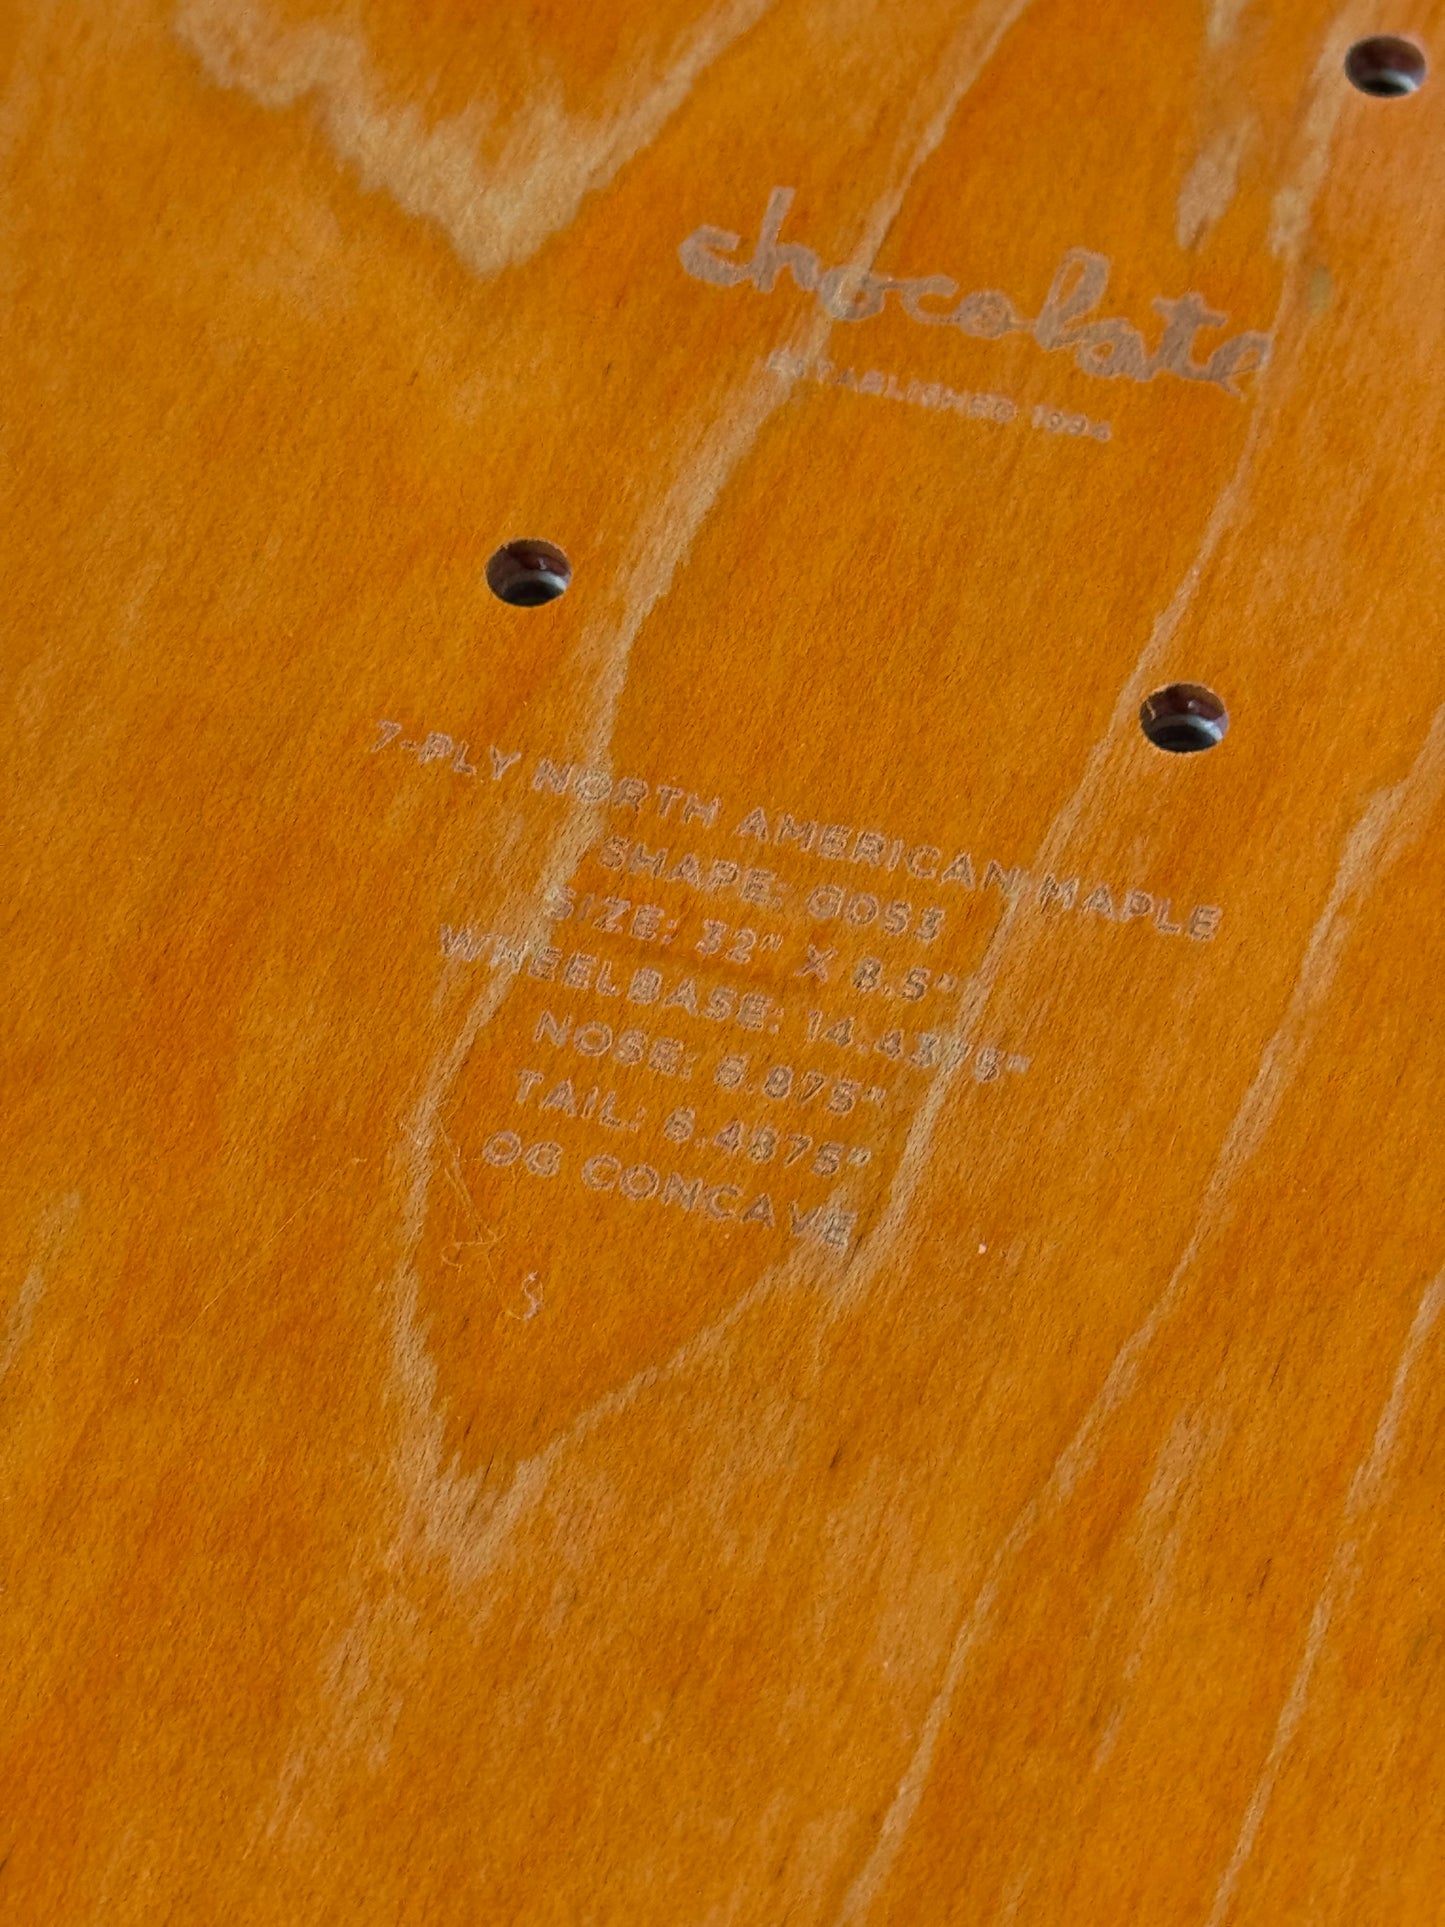 chocolate
ESTABLISHED 1994
7-PLY NORTH AMERICAN MAPLE
SHAPE: G053
SIZE: 32" X 8.5"
WHEELBASE: 14.4375"
NOSE: 6.875"
TAIL: 6.4375"
OG CONCAVE